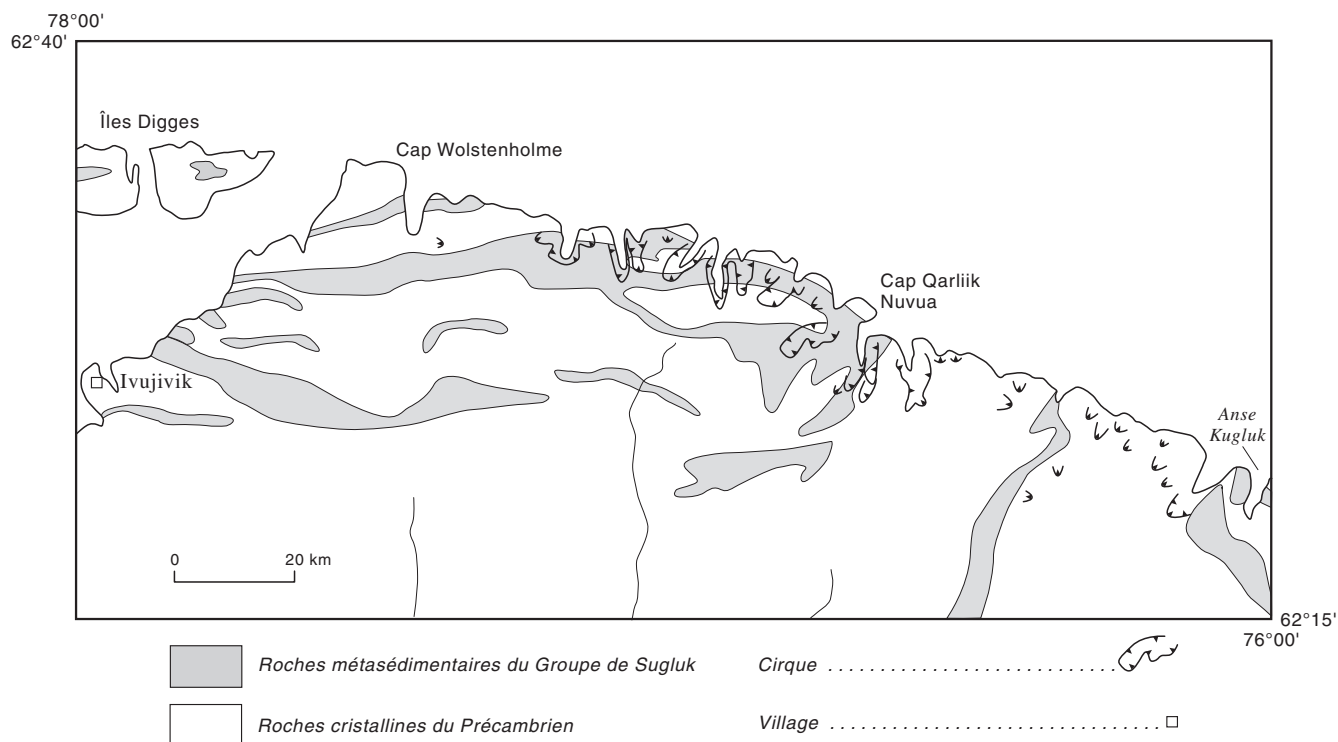 78°00'
62°40'
Îles Digges
Cap Wolstenholme
Cap Qarliik
Nuvua
Ivujivik
Anse
Kugluk
0 20 km
62°15'
76°00'
Roches métasédimentaires du Groupe de Sugluk
Cirque
Roches cristallines du Précambrien
Village